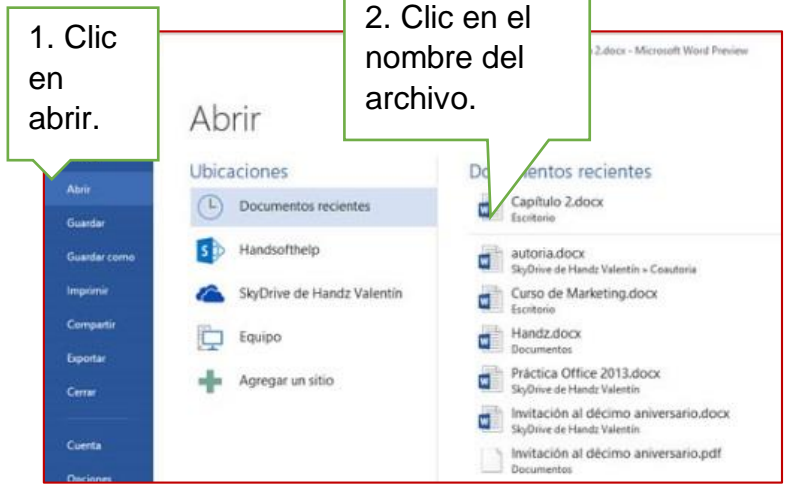 1. Clic
en
abrir.
2. Clic en el
nombre del
archivo.
2.docx - Microsoft Word Preview
Abrir
Abrir
Guardar
Guardar como
Imprimir
Compartir
Exportar
Cerrar
Cuenta
Opciones
Ubicaciones
Documentos recientes
Handsofthelp
SkyDrive de Handz Valentín
Equipo
Agregar un sitio
recientes
Capítulo 2.docx
Escritorio
autoria.docx
SkyDrive de Handz Valentín » Coautoria
Curso de Marketing.docx
Escritorio
Handz.docx
Documentos
Práctica Office 2013.docx
SkyDrive de Handz Valentín
Invitación al décimo aniversario.docx
SkyDrive de Handz Valentín
Invitación al décimo aniversario.pdf
Documentos